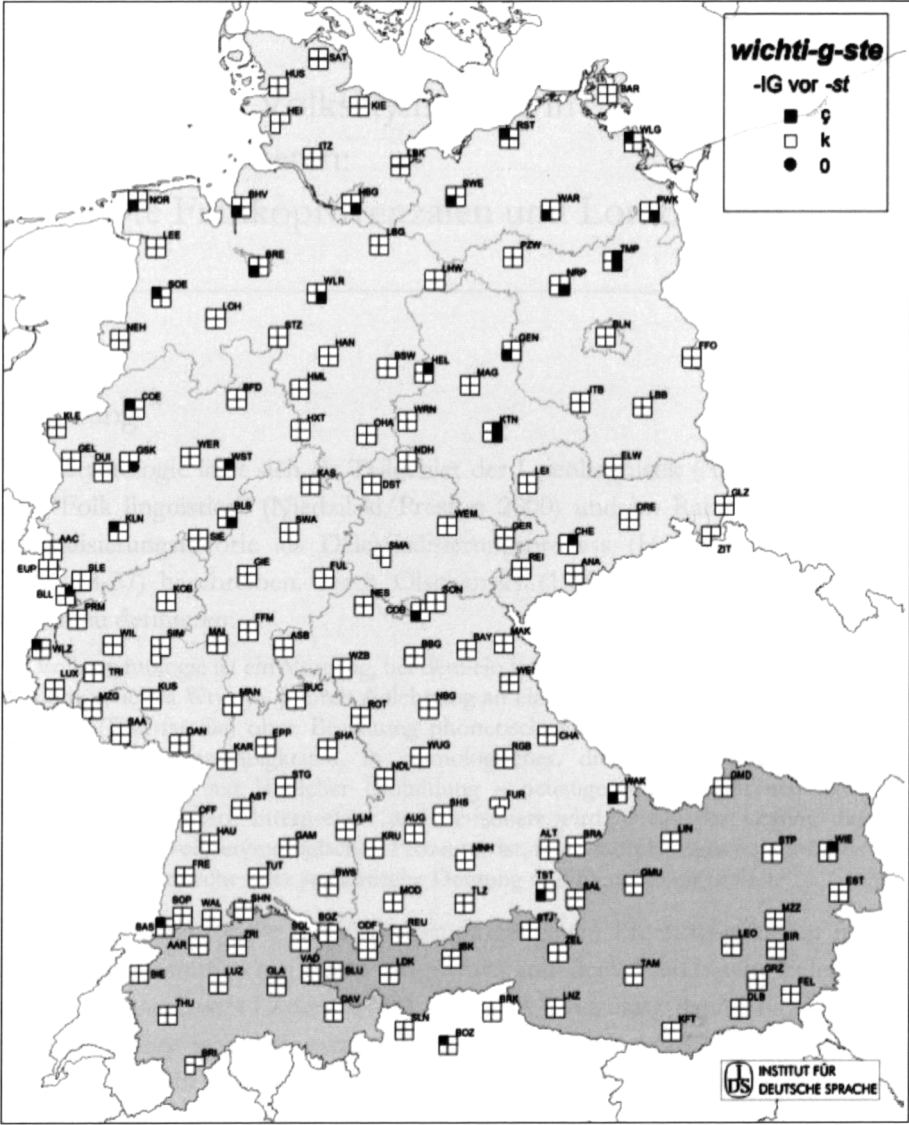 wichti-g-ste
-IG vor -st
ç
k
0
SAT
HUS
KIE
HEI
BAR
RST
WLG
ITZ
LBK
SWE
NOR
BHV
HBG
WAR
PWK
LEE
LBG
BRE
PZW
TMP
LHW
NRP
SOE
WLR
LOH
NEH
STZ
BLN
HAN
GEN
FFO
BSW
HEL
MAG
HML
COE
BFD
ITB
LBB
KLE
WRN
HXT
OHA
KTN
GEL
DUI
GSK
WER
WST
NDH
KAS
DST
LEI
ELW
GLZ
DRE
KLN
BLB
SIE
SWA
WEM
GER
CHE
ZIT
AAC
SMA
REI
ANA
EUP
SLE
GIE
FUL
BLL
KOB
NES
COB
SON
PRM
FFM
WIL
SIM
MAI
ASB
BBG
BAY
MAK
WLZ
WZB
TRI
WEI
LUX
MZG
KUS
MAN
BUC
ROT
NBG
SAA
DAN
EPP
SHA
CHA
KAR
WUG
RGB
STG
NDL
WAK
GMD
AST
FUR
OFF
SHS
HAU
ULM
AUG
GAM
KRU
MNH
ALT
BRA
LIN
STP
WIE
FRE
TUT
BWB
MOD
TLZ
TST
SAL
GMU
EST
SOP
WAL
SHN
BAS
BGZ
ODF
REU
STJ
MZZ
AAR
ZRI
SGL
IBK
ZEL
LEO
BIR
BIE
LUZ
GLA
VAD
BLU
LDK
TAM
GRZ
FEL
THU
DAV
SLN
BRK
LNZ
DLB
BOZ
KFT
BRI
IDS
INSTITUT FÜR
DEUTSCHE SPRACHE